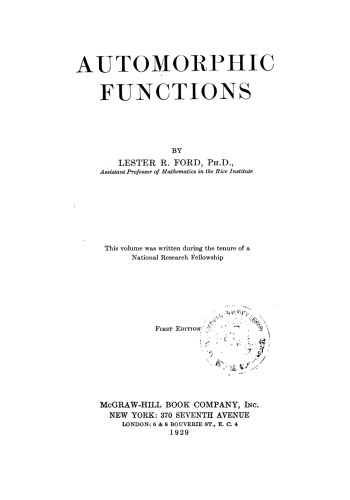 AUTOMORPHIC
FUNCTIONS
BY
LESTER R. FORD, PH.D.,
Assistant Professor of Mathematics in the Rice Institute
This volume was written during the tenure of a
National Research Fellowship
FIRST EDITION
McGRAW-HILL BOOK COMPANY, INC.
NEW YORK: 370 SEVENTH AVENUE
LONDON: 6 & 8 BOUVERIE ST., E. C. 4
1929